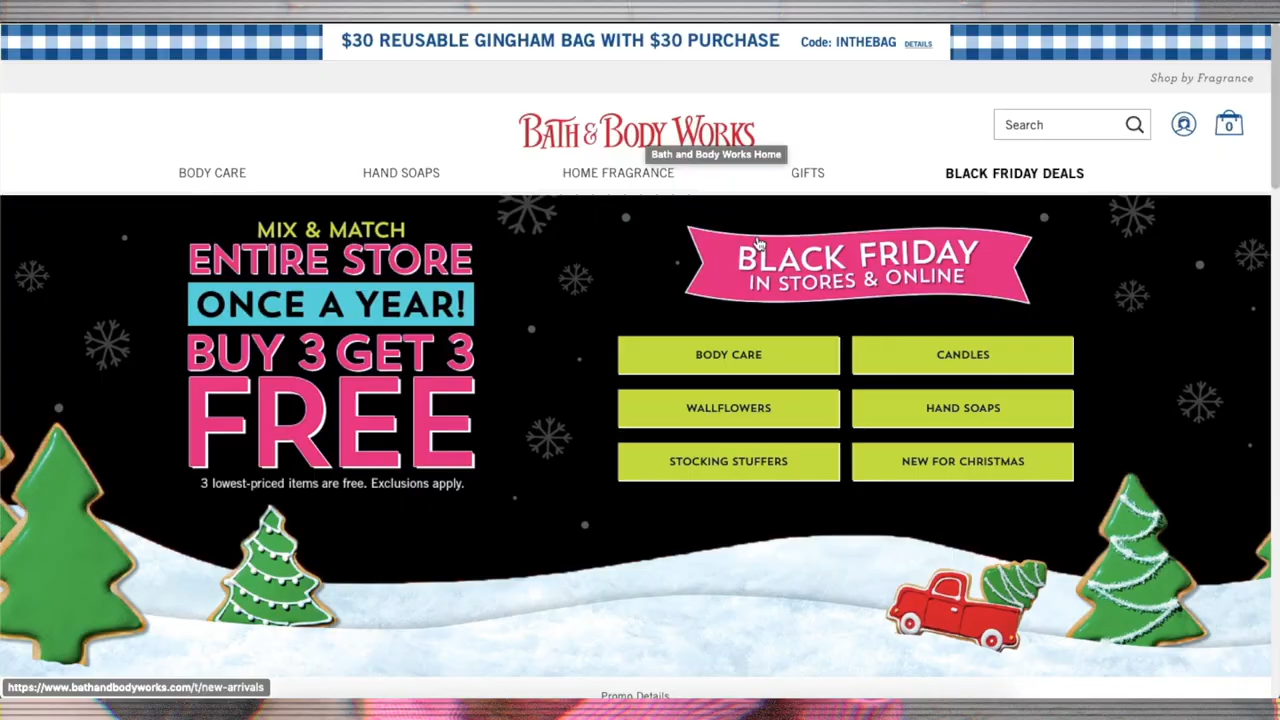 $30 REUSABLE GINGHAM BAG WITH $30 PURCHASE Code: INTHEBAG DETAILS
Shop by Fragrance
BATH & BODY WORKS
Search
0
Bath and Body Works Home
BODY CARE HAND SOAPS HOME FRAGRANCE GIFTS BLACK FRIDAY DEALS
MIX & MATCH
ENTIRE STORE
ONCE A YEAR!
BUY 3 GET 3
FREE
3 lowest-priced items are free. Exclusions apply.
BLACK FRIDAY
IN STORES & ONLINE
BODY CARE CANDLES
WALLFLOWERS HAND SOAPS
STOCKING STUFFERS NEW FOR CHRISTMAS
https://www.bathandbodyworks.com/t/new-arrivals
Promo Details